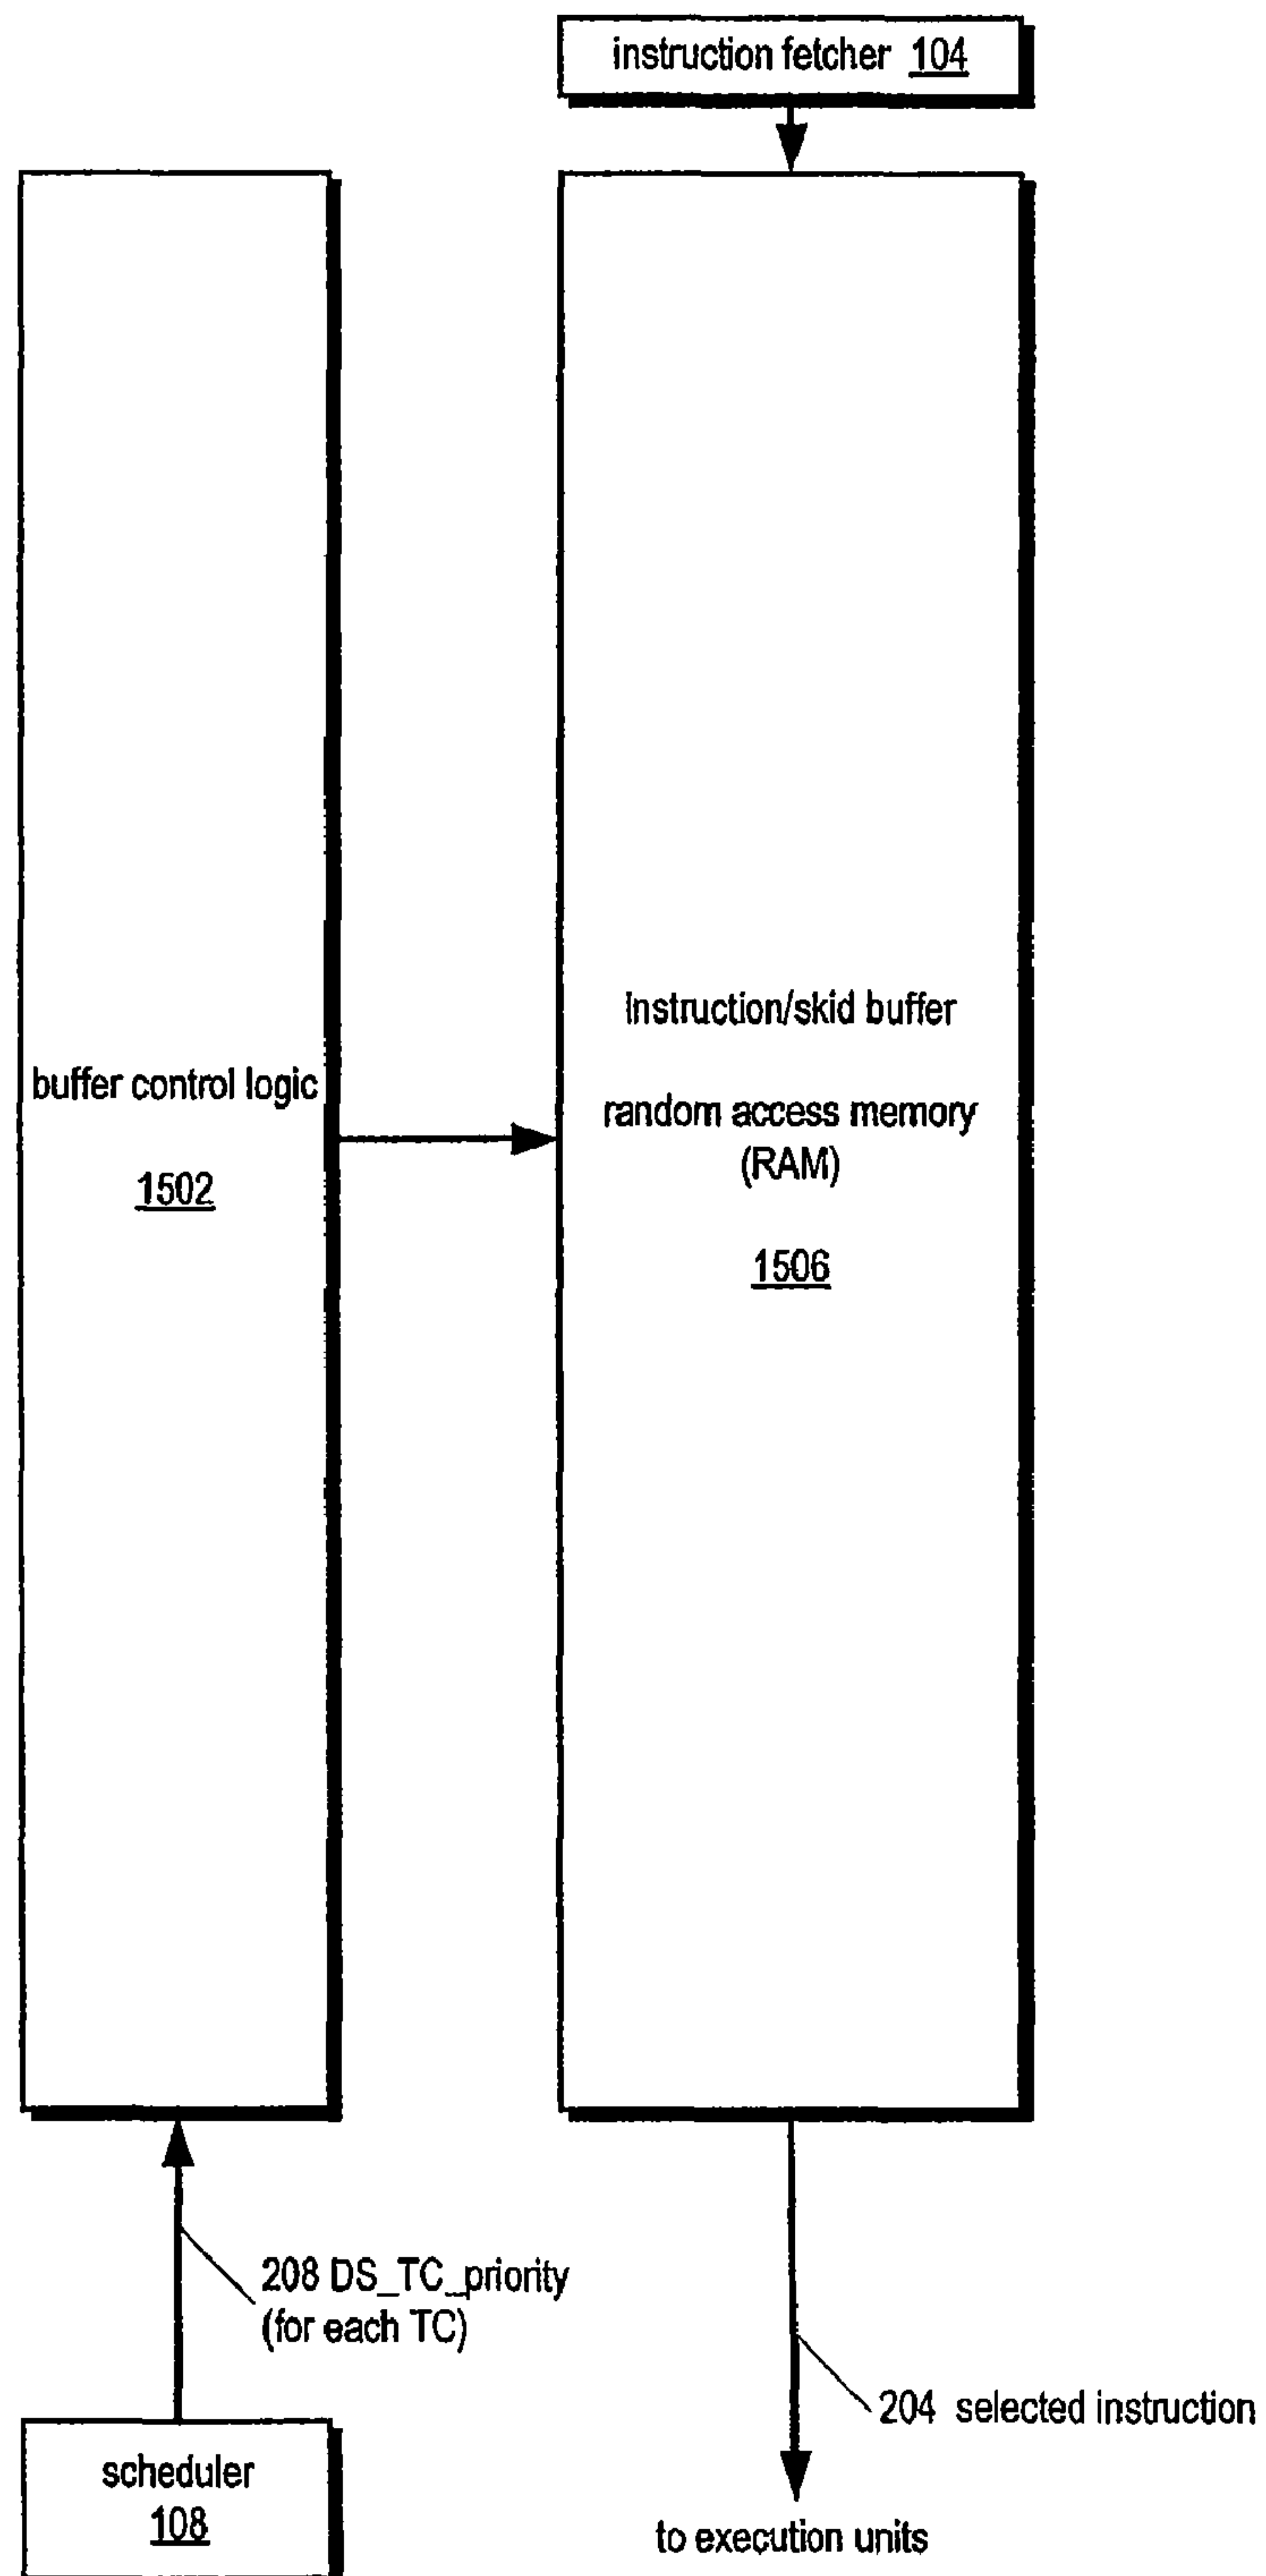 instruction fetcher 104
buffer control logic
1502
instruction/skid buffer
random access memory
(RAM)
1506
208 DS_TC_priority
(for each TC)
204 selected instruction
scheduler
108
to execution units